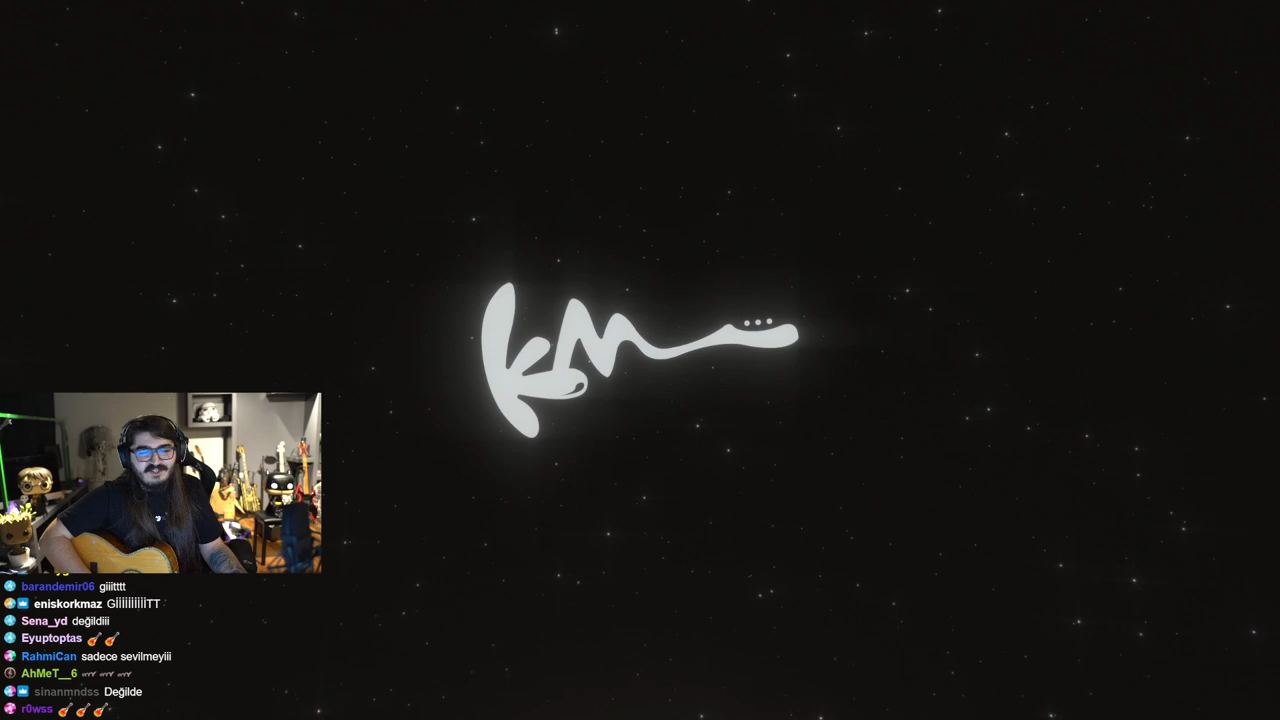 km
barandemir06 giiitttt
eniskorkmaz GİİİİİİİİİİTT
Sena_yd değildiii
Eyuptoptas
RahmiCan sadece sevilmeyiii
AhMeT__6
sinanmndss Değilde
r0wss